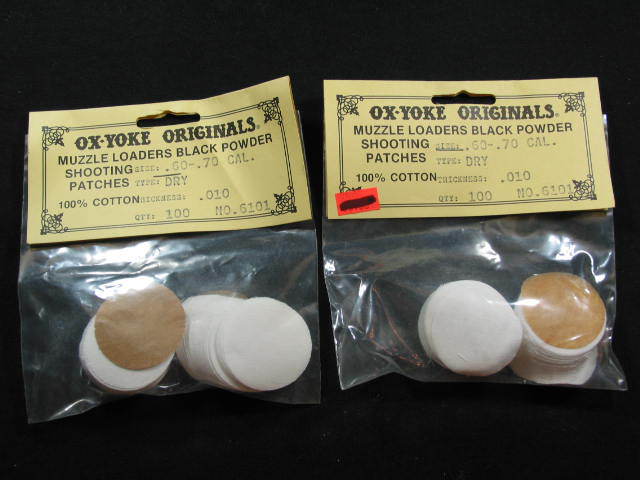 OX-YOKE ORIGINALS®
MUZZLE LOADERS BLACK POWDER
SHOOTING SIZE: .60-.70 CAL.
PATCHES TYPE: DRY
100% COTTON THICKNESS: .010
QTY: 100 NO.6101
OX-YOKE ORIGINALS®
MUZZLE LOADERS BLACK POWDER
SHOOTING SIZE: .60-.70 CAL.
PATCHES TYPE: DRY
100% COTTON THICKNESS: .010
QTY: 100 NO.6101